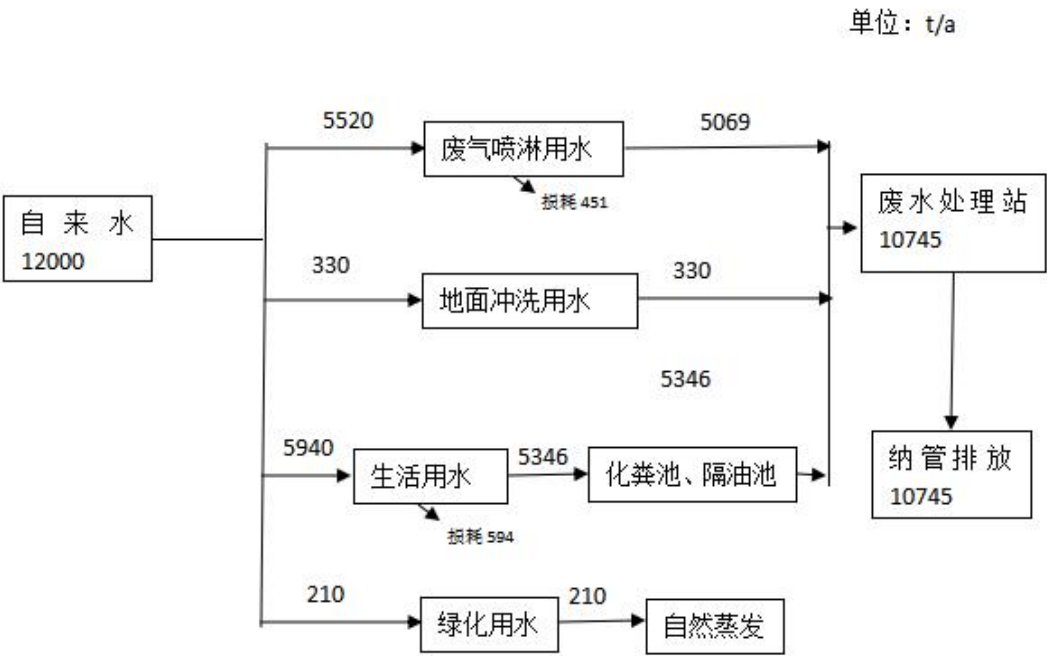 单位：t/a
5520
废气喷淋用水
5069
损耗 451
自来水
12000
废水处理站
10745
330
地面冲洗用水
330
5346
5940
生活用水
5346
化粪池、隔油池
损耗 594
纳管排放
10745
210
绿化用水
210
自然蒸发